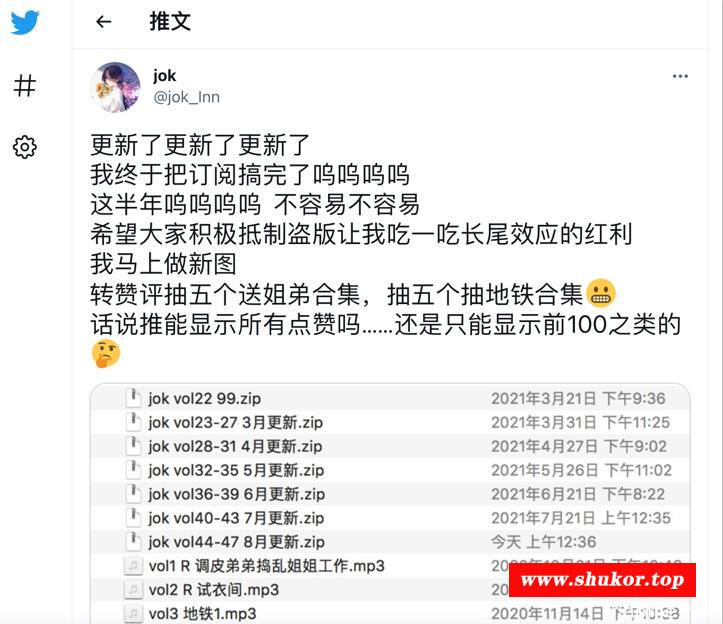 推文
jok
@jok_lnn
更新了更新了更新了
我终于把订阅搞完了呜呜呜呜
这半年呜呜呜呜 不容易不容易
希望大家积极抵制盗版让我吃一吃长尾效应的红利
我马上做新图
转赞评抽五个送姐弟合集，抽五个抽地铁合集😬
话说推能显示所有点赞吗……还是只能显示前100之类的
🤔
jok vol22 99.zip 2021年3月21日 下午9:36
jok vol23-27 3月更新.zip 2021年3月31日 下午11:25
jok vol28-31 4月更新.zip 2021年4月27日 下午9:02
jok vol32-35 5月更新.zip 2021年5月26日 下午11:02
jok vol36-39 6月更新.zip 2021年6月21日 下午8:22
jok vol40-43 7月更新.zip 2021年7月21日 上午12:35
jok vol44-47 8月更新.zip 今天 上午12:36
vol1 R 调皮弟弟捣乱姐姐工作.mp3
vol2 R 试衣间.mp3
www.shukor.top
vol3 地铁1.mp3 2020年11月14日